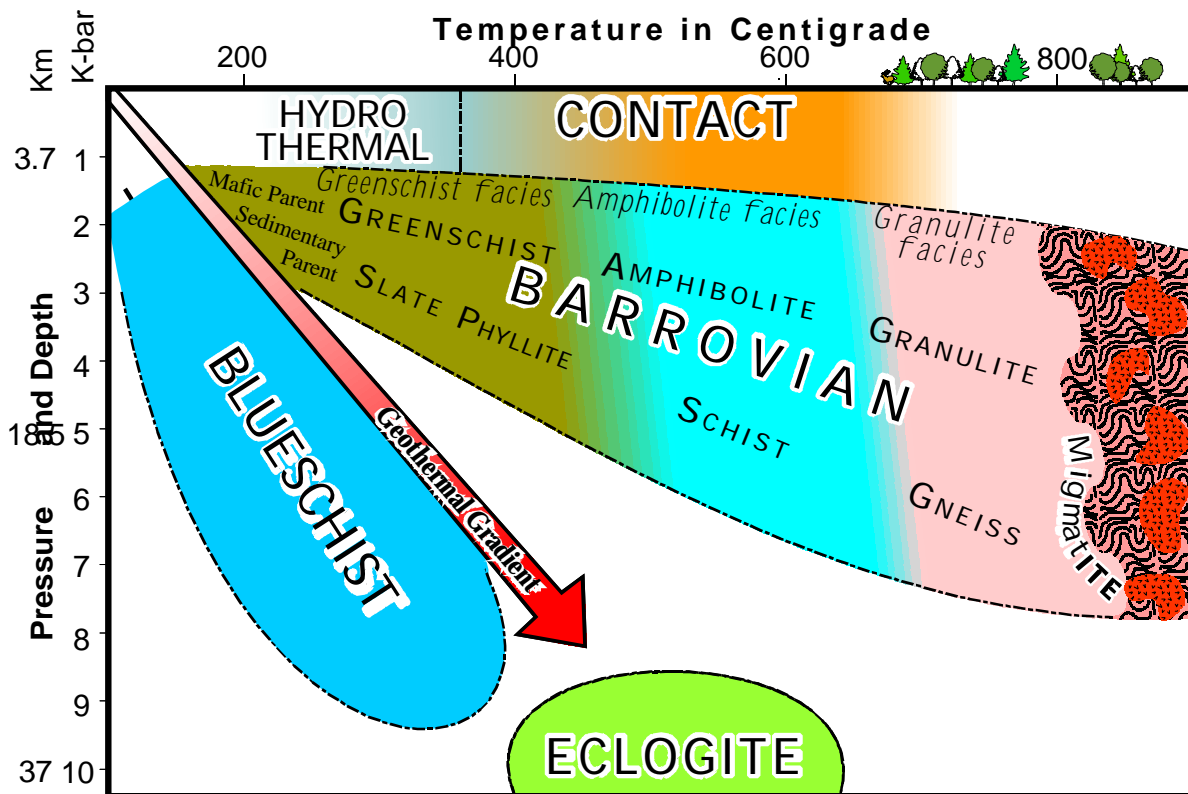 Temperature in Centigrade
Km
K-bar
200
400
600
800
HYDRO
THERMAL
CONTACT
3.7
1
Greenschist facies
Amphibolite facies
Granulite
facies
Mafic Parent
Sedimentary
Parent
GREENSCHIST
AMPHIBOLITE
GRANULITE
SLATE PHYLLITE
SCHIST
GNEISS
BARROVIAN
MigmatITE
2
3
4
5
6
7
8
9
37
10
Pressure
and Depth
BLUESCHIST
Geothermal Gradient
ECLOGITE